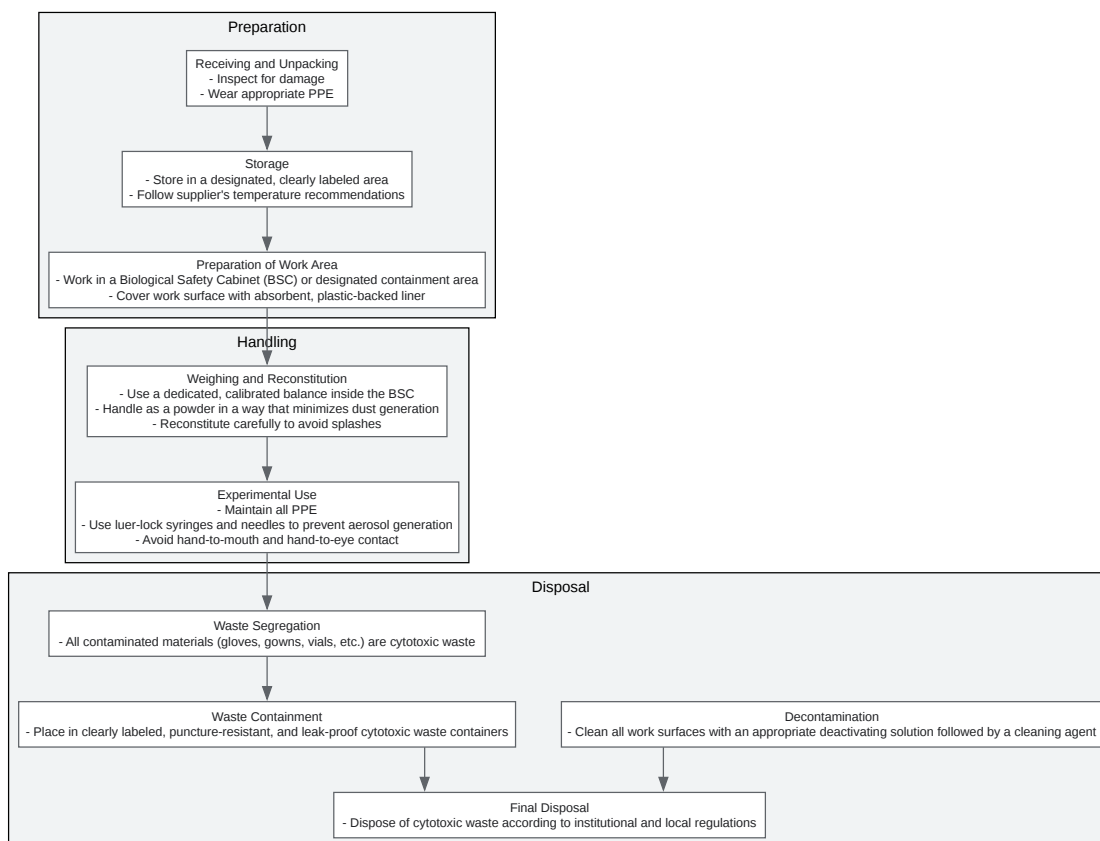 Preparation
Receiving and Unpacking
- Inspect for damage
- Wear appropriate PPE
Storage
- Store in a designated, clearly labeled area
- Follow supplier's temperature recommendations
Preparation of Work Area
- Work in a Biological Safety Cabinet (BSC) or designated containment area
- Cover work surface with absorbent, plastic-backed liner
Handling
Weighing and Reconstitution
- Use a dedicated, calibrated balance inside the BSC
- Handle as a powder in a way that minimizes dust generation
- Reconstitute carefully to avoid splashes
Experimental Use
- Maintain all PPE
- Use luer-lock syringes and needles to prevent aerosol generation
- Avoid hand-to-mouth and hand-to-eye contact
Disposal
Waste Segregation
- All contaminated materials (gloves, gowns, vials, etc.) are cytotoxic waste
Waste Containment
- Place in clearly labeled, puncture-resistant, and leak-proof cytotoxic waste containers
Decontamination
- Clean all work surfaces with an appropriate deactivating solution followed by a cleaning agent
Final Disposal
- Dispose of cytotoxic waste according to institutional and local regulations